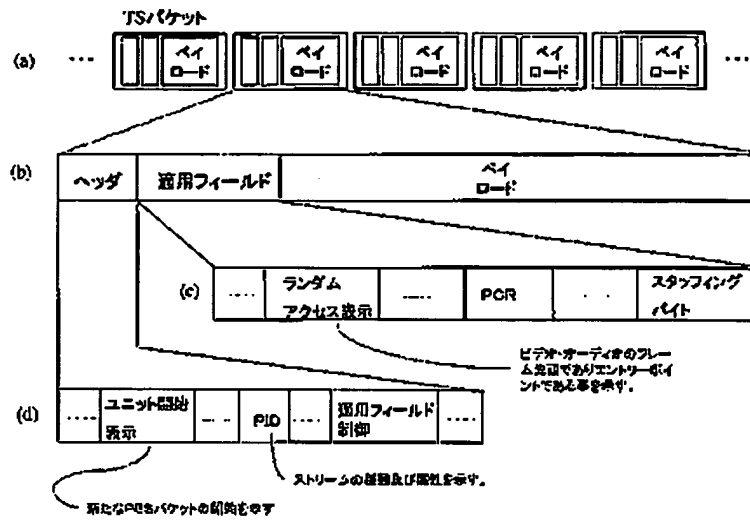 TSパケット
(a) ···· ペイロード ペイロード ペイロード ペイロード ペイロード ····
(b) ヘッダ 適用フィールド ペイロード
(c) ····· ランダムアクセス表示 ····· PCR · · スタッフィングバイト
ビデオ・オーディオのフレー
ム先頭でありエントリーポイ
ントである事を示す。
(d) ····· ユニット開始表示 ···· PID ···· 適用フィールド制御 ·····
ストリームの種類及び属性を示す。
新たなPESパケットの開始を示す